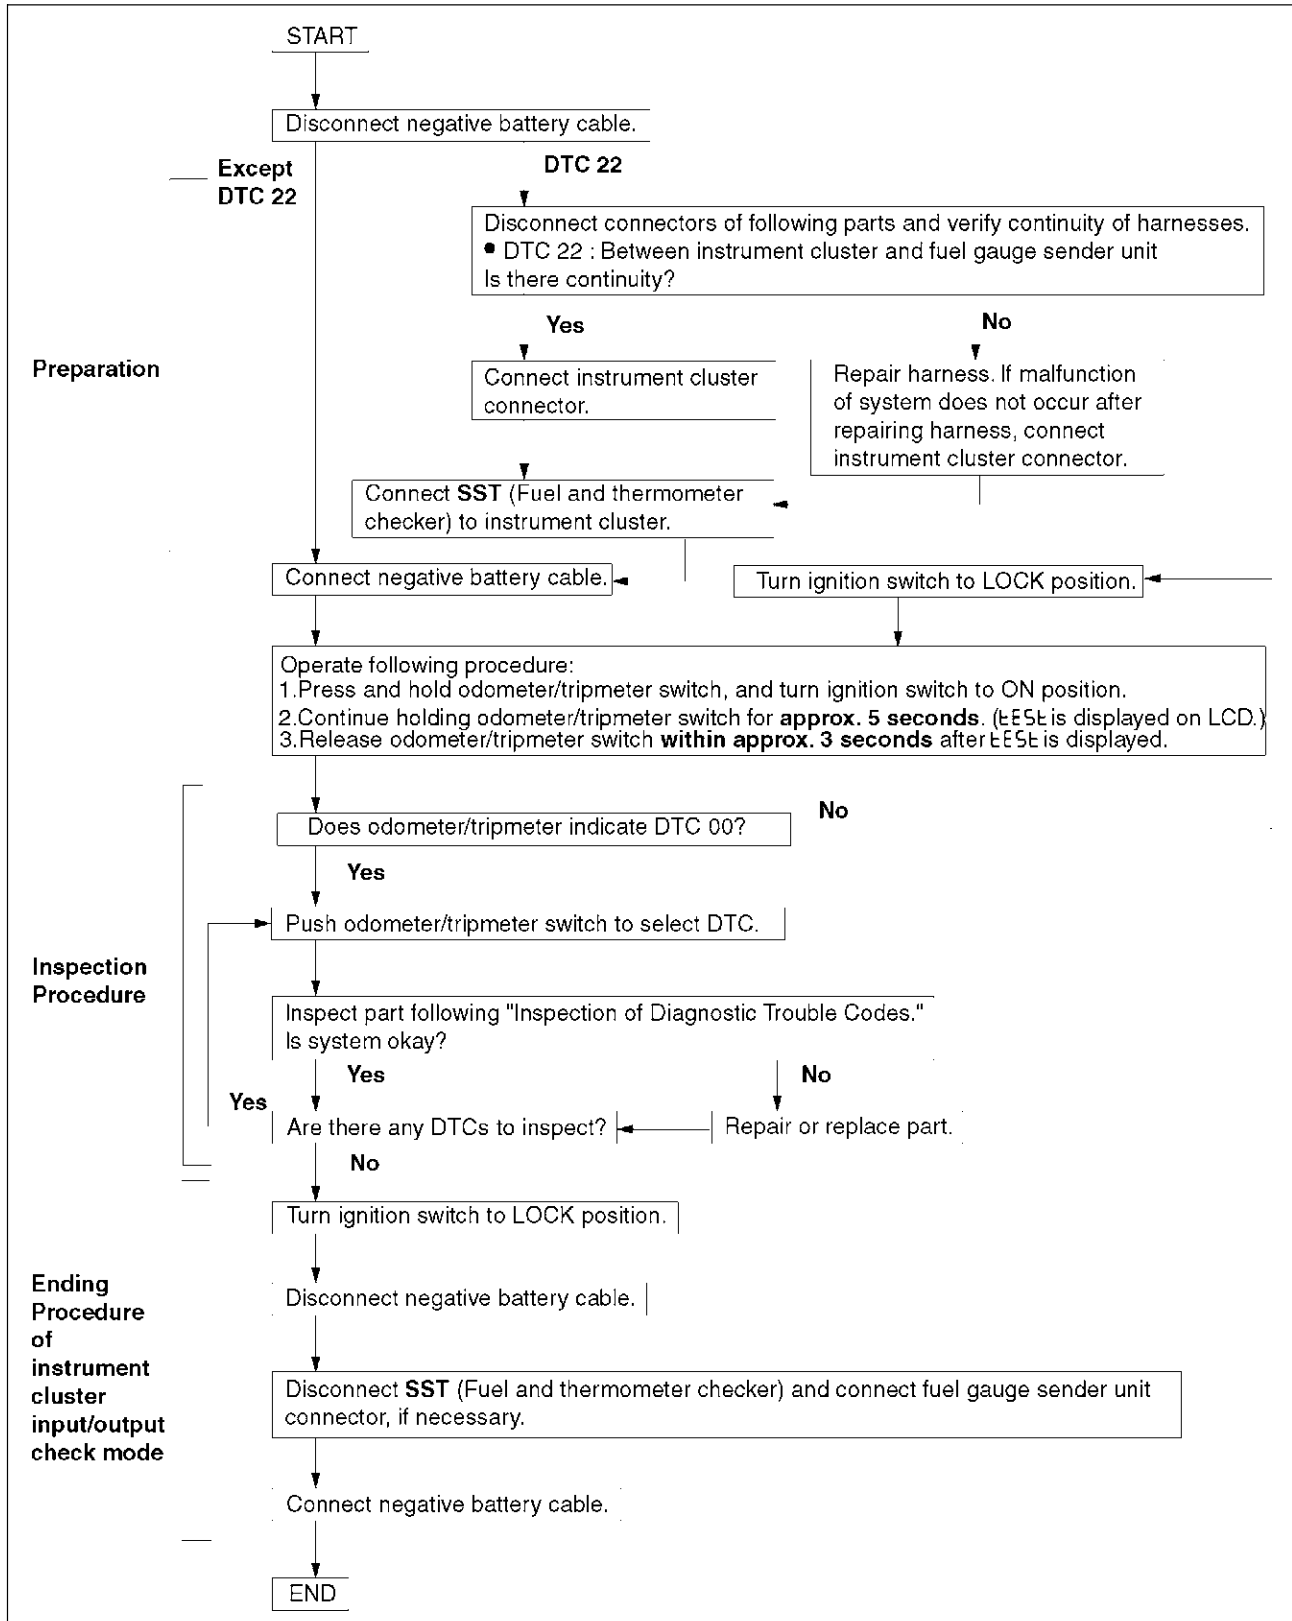 START
Disconnect negative battery cable.
Except
DTC 22
DTC 22
Disconnect connectors of following parts and verify continuity of harnesses.
• DTC 22 : Between instrument cluster and fuel gauge sender unit
Is there continuity?
Yes
No
Preparation
Connect instrument cluster
connector.
Repair harness. If malfunction
of system does not occur after
repairing harness, connect
instrument cluster connector.
Connect SST (Fuel and thermometer
checker) to instrument cluster.
Connect negative battery cable.
Turn ignition switch to LOCK position.
Operate following procedure:
1.Press and hold odometer/tripmeter switch, and turn ignition switch to ON position.
2.Continue holding odometer/tripmeter switch for approx. 5 seconds. (tESt is displayed on LCD.)
3.Release odometer/tripmeter switch within approx. 3 seconds after tESt is displayed.
Does odometer/tripmeter indicate DTC 00?
No
Yes
Push odometer/tripmeter switch to select DTC.
Inspection
Procedure
Inspect part following "Inspection of Diagnostic Trouble Codes."
Is system okay?
Yes
No
Yes
Are there any DTCs to inspect?
Repair or replace part.
No
Turn ignition switch to LOCK position.
Ending
Procedure
of
instrument
cluster
input/output
check mode
Disconnect negative battery cable.
Disconnect SST (Fuel and thermometer checker) and connect fuel gauge sender unit
connector, if necessary.
Connect negative battery cable.
END